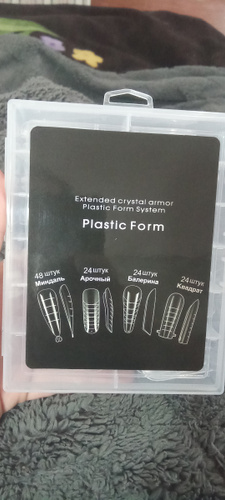 Extended crystal armor
Plastic Form System
Plastic Form
48 штук
Миндаль
24 штук
Арочный
24 штук
Балерина
24 штук
Квадрат